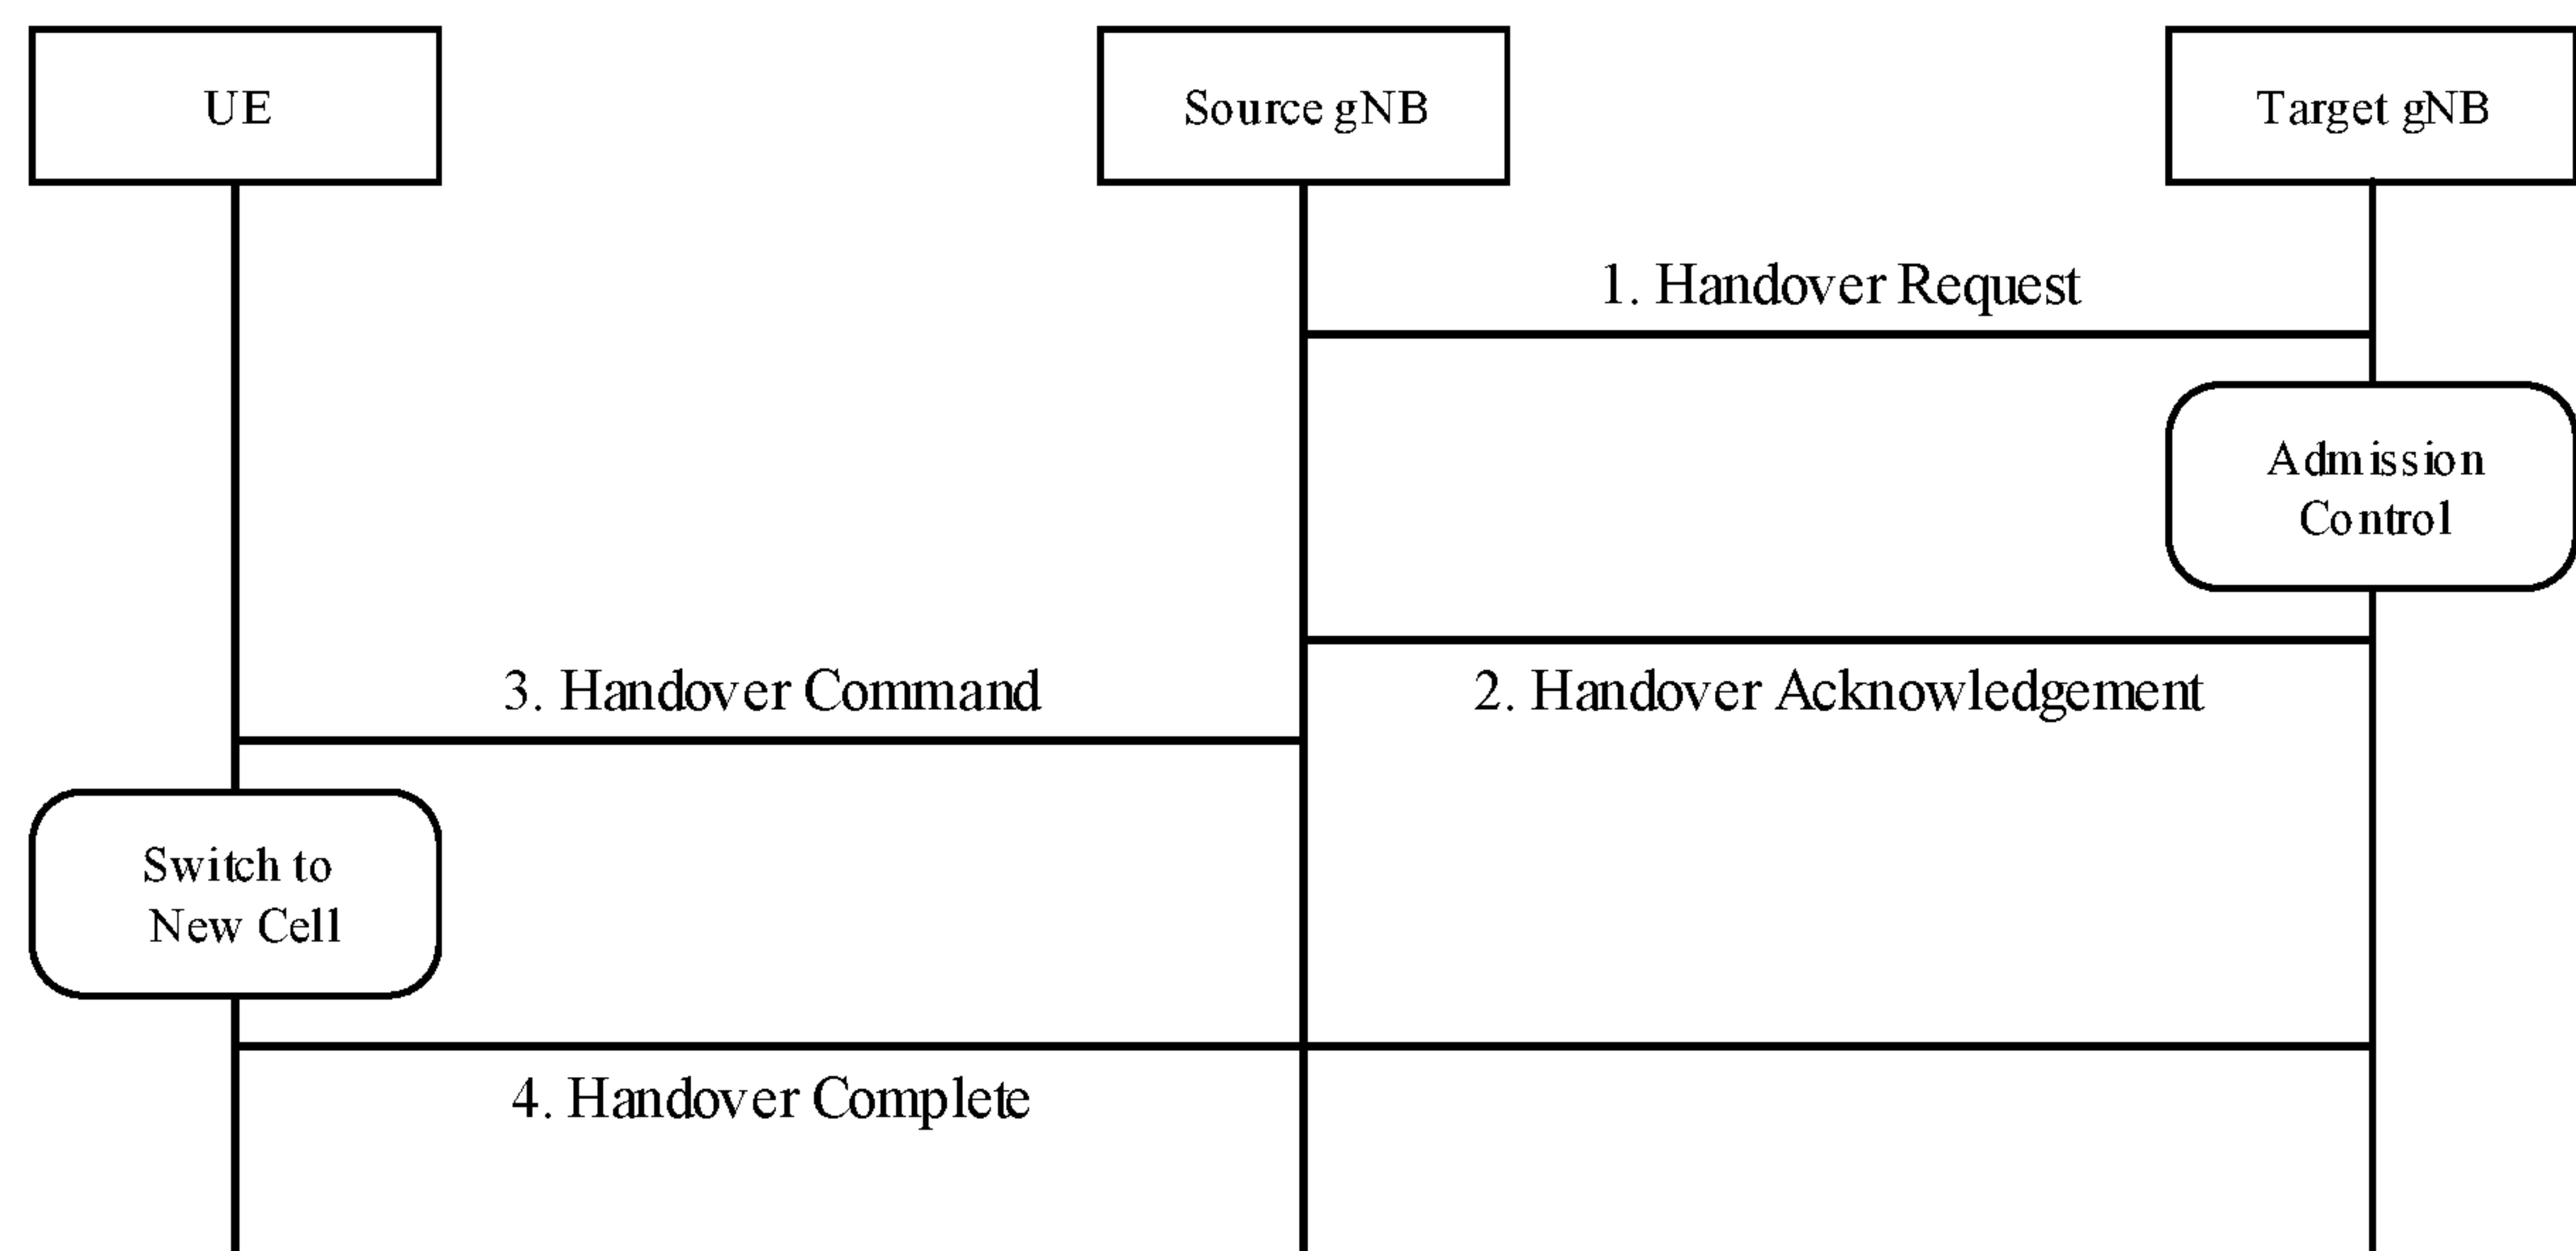 UE
Source gNB
Target gNB
1. Handover Request
Admission
Control
3. Handover Command
2. Handover Acknowledgement
Switch to
New Cell
4. Handover Complete